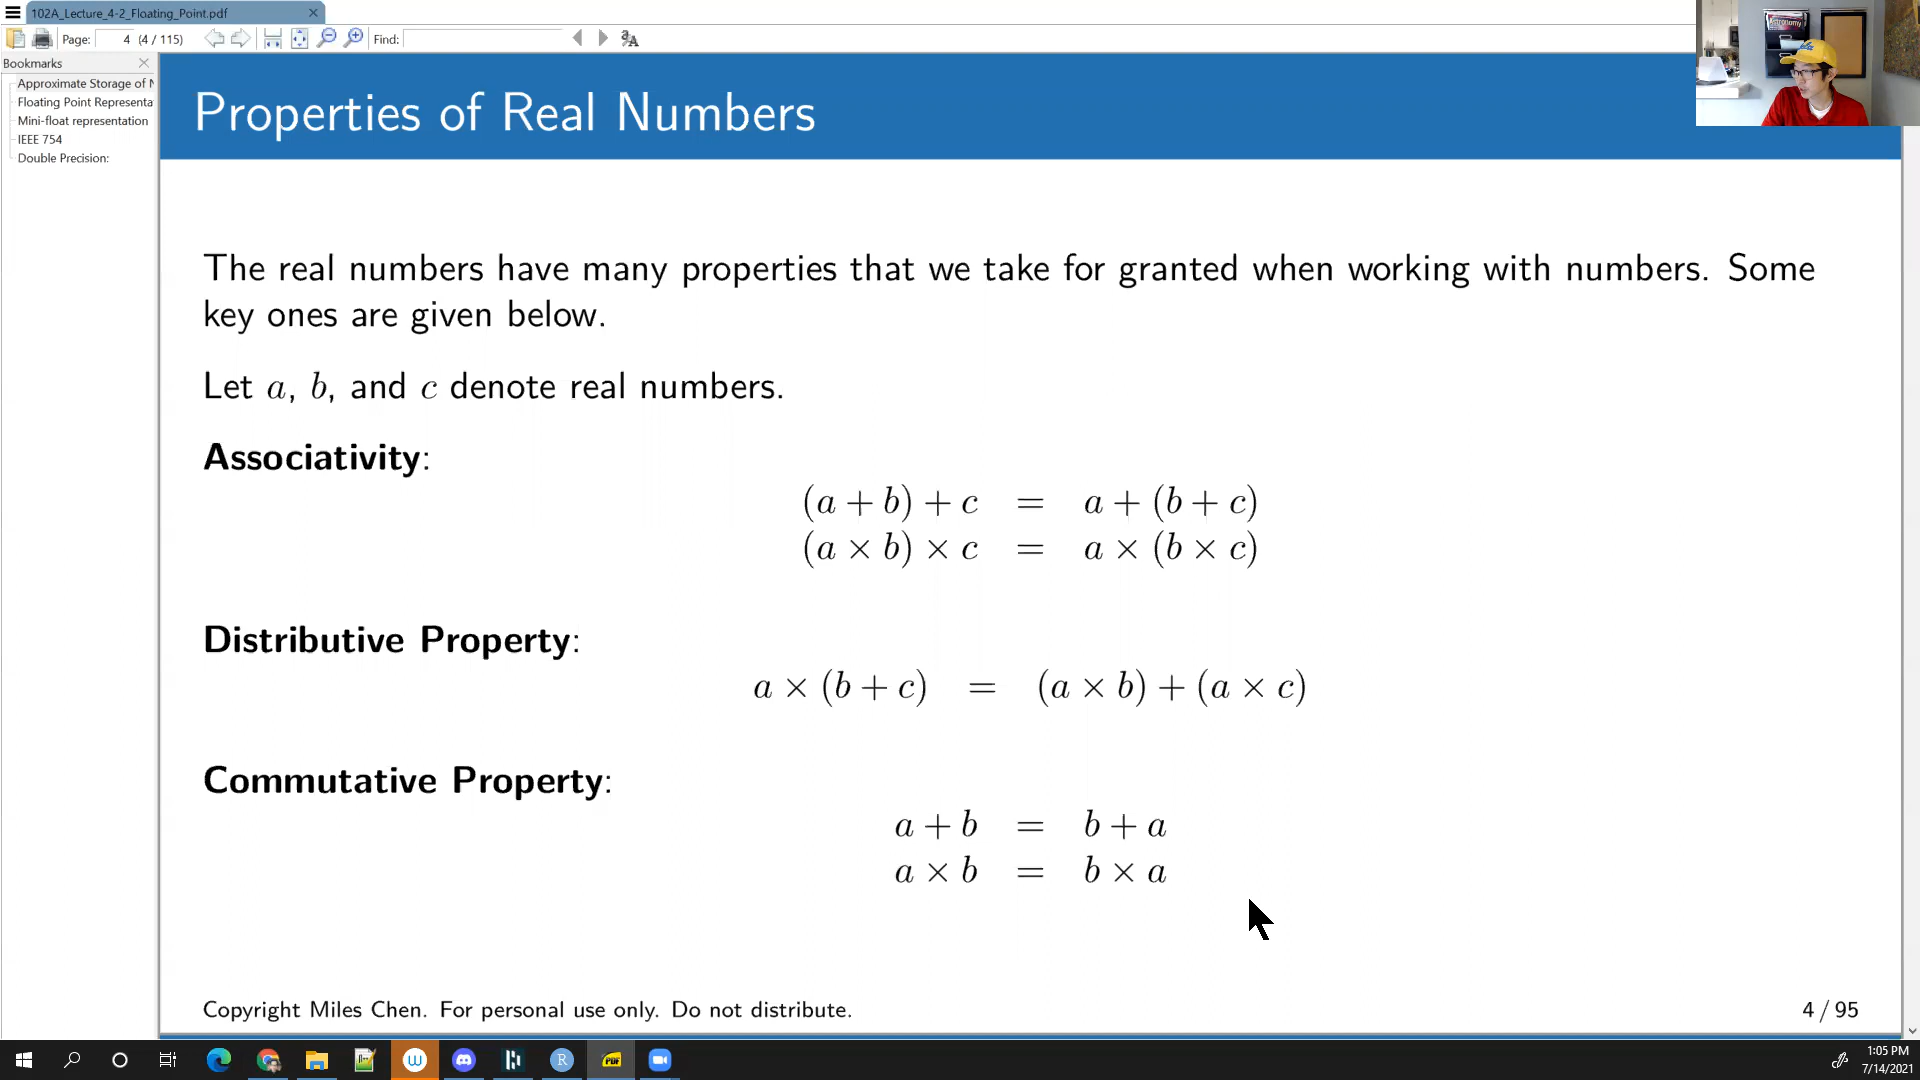 102A_Lecture_4-2_Floating_Point.pdf
Page: 4 (4 / 115) Find:
Bookmarks
Approximate Storage of N
Floating Point Representa
Mini-float representation
IEEE 754
Double Precision:
Properties of Real Numbers
The real numbers have many properties that we take for granted when working with numbers. Some
key ones are given below.
Let a, b, and c denote real numbers.
Associativity:
(a + b) + c = a + (b + c)
(a × b) × c = a × (b × c)
Distributive Property:
a × (b + c) = (a × b) + (a × c)
Commutative Property:
a + b = b + a
a × b = b × a
Copyright Miles Chen. For personal use only. Do not distribute.
4 / 95
Astronomy
PDF
1:05 PM
7/14/2021